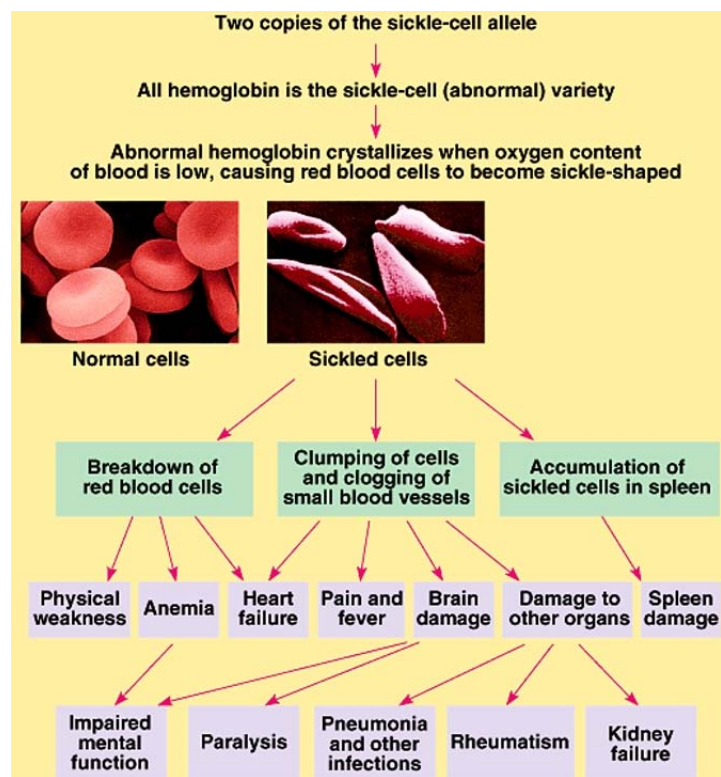 Two copies of the sickle-cell allele
All hemoglobin is the sickle-cell (abnormal) variety
Abnormal hemoglobin crystallizes when oxygen content
of blood is low, causing red blood cells to become sickle-shaped
Normal cells
Sickled cells
Breakdown of
red blood cells
Clumping of cells
and clogging of
small blood vessels
Accumulation of
sickled cells in spleen
Physical
weakness
Anemia
Heart
failure
Pain and
fever
Brain
damage
Damage to
other organs
Spleen
damage
Impaired
mental
function
Paralysis
Pneumonia
and other
infections
Rheumatism
Kidney
failure